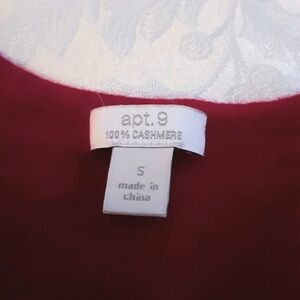 apt.9
100% CASHMERE
S
made in
china